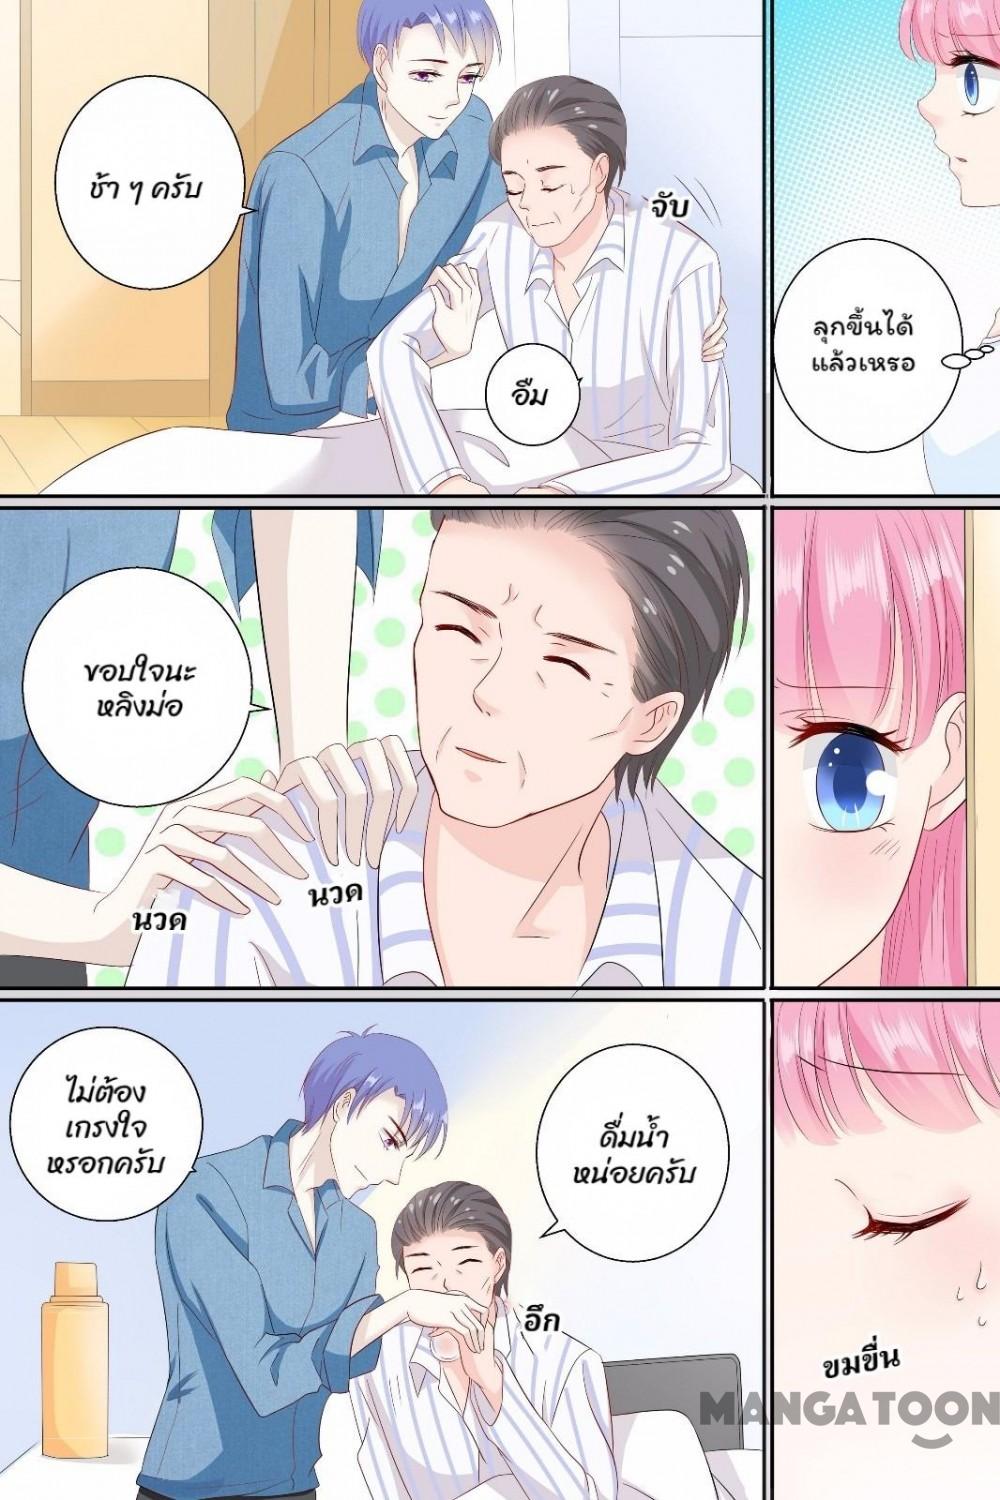 ช้า ๆ ครับ
จับ
อืม
ลุกขึ้นได้
แล้วเหรอ
ขอบใจนะ
หลิงม่อ
นวด
นวด
ไม่ต้อง
เกรงใจ
หรอกครับ
ดื่มน้ำ
หน่อยครับ
อึก
ขมขื่น
MANGATOON